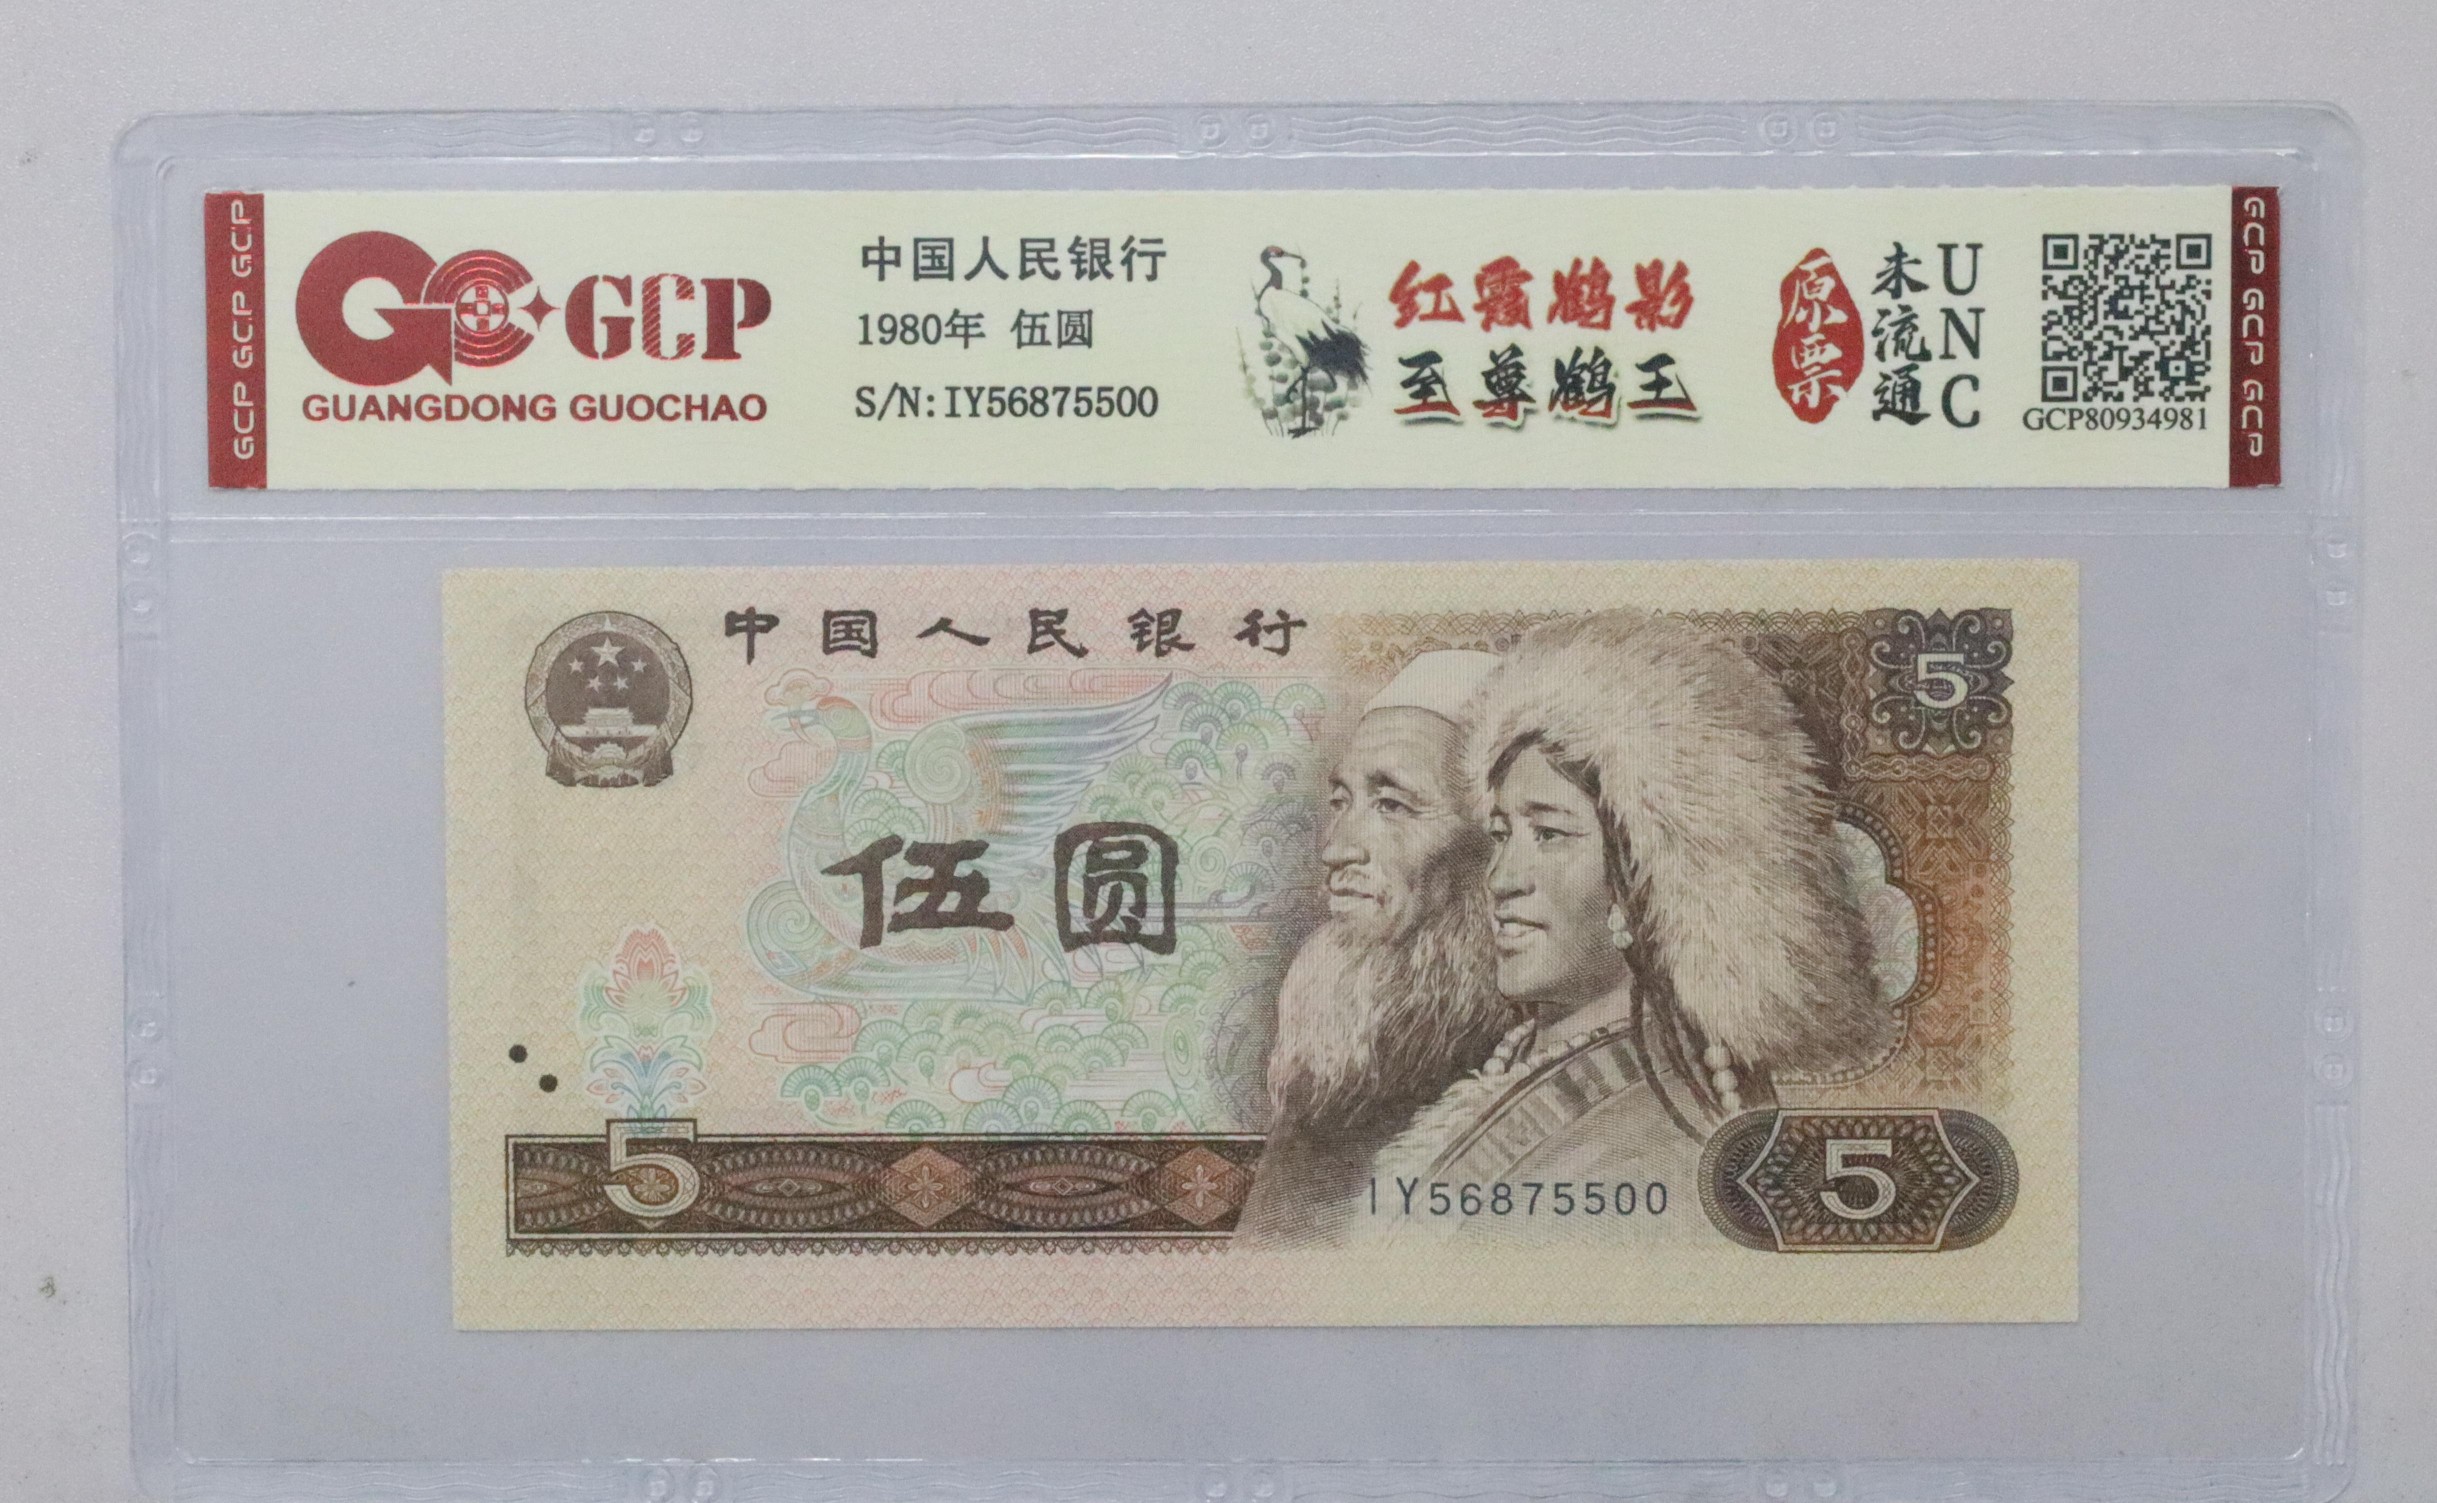 GCP GCP GCP
GCP
GUANGDONG GUOCHAO
中国人民银行
1980年 伍圆
S/N:IY56875500
红霞鹤影
至尊鹤王
原票
未流通
UNC
GCP80934981
GCP GCP GCP
中国人民银行
5
伍圆
5
IY56875500
5